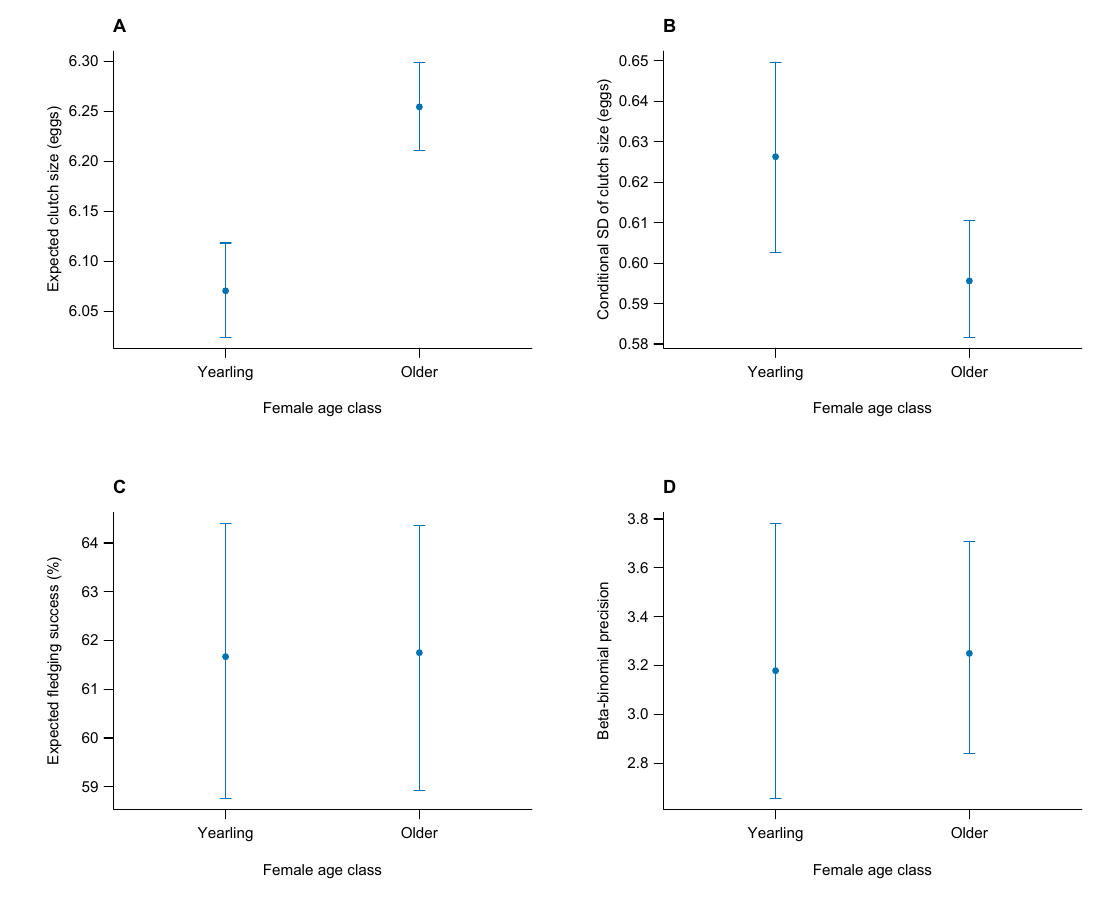 A
Expected clutch size (eggs)
6.30
6.25
6.20
6.15
6.10
6.05
Yearling Older
Female age class
B
Conditional SD of clutch size (eggs)
0.65
0.64
0.63
0.62
0.61
0.60
0.59
0.58
Yearling Older
Female age class
C
Expected fledging success (%)
64
63
62
61
60
59
Yearling Older
Female age class
D
Beta-binomial precision
3.8
3.6
3.4
3.2
3.0
2.8
Yearling Older
Female age class